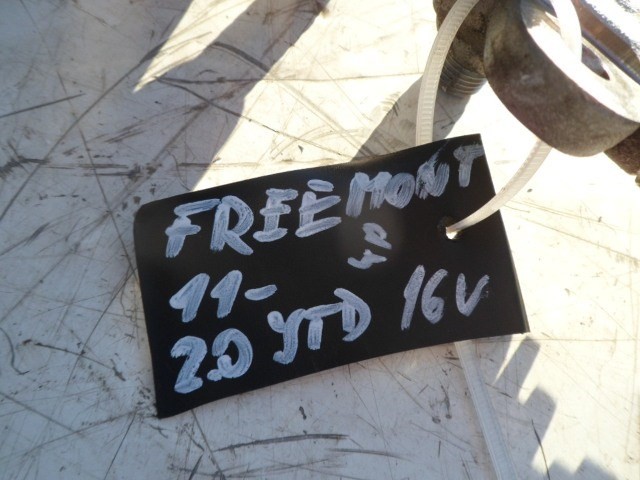 FREÈMONT
11-
2.0 JTD 16V